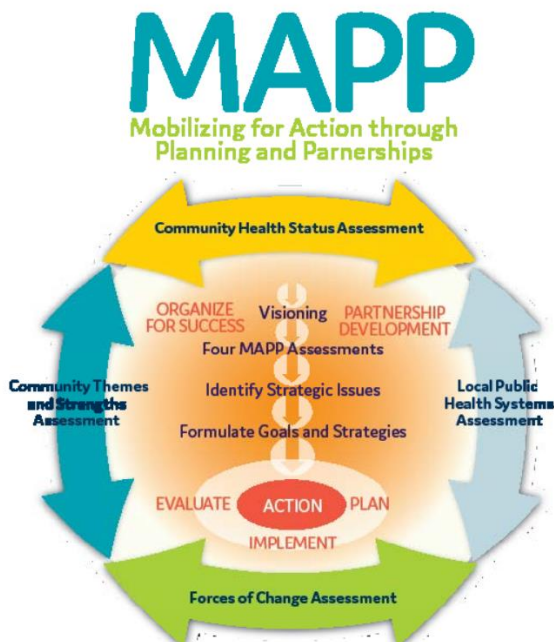 MAPP
Mobilizing for Action through
Planning and Parnerships
Community Health Status Assessment
ORGANIZE
FOR SUCCESS
Visioning
PARTNERSHIP
DEVELOPMENT
Four MAPP Assessments
Community Themes
and Strengths
Assessment
Identify Strategic Issues
Local Public
Health Systems
Assessment
Formulate Goals and Strategies
EVALUATE
ACTION
PLAN
IMPLEMENT
Forces of Change Assessment